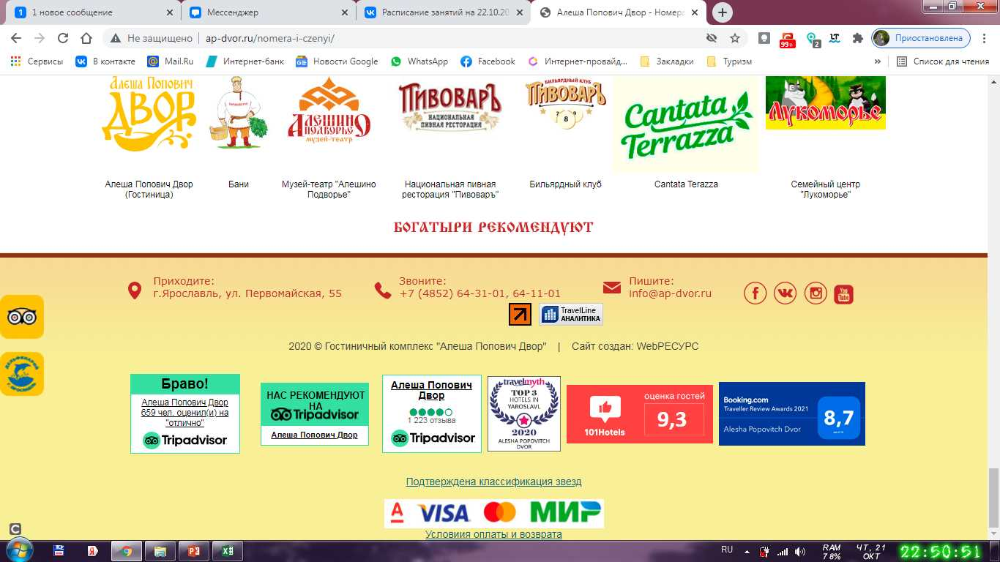 1 новое сообщение
Мессенджер
Расписание занятий на 22.10.20
Алеша Попович Двор - Номера
Не защищено
ap-dvor.ru/nomera-i-czenyi/
99+
2
LT
Приостановлена
Сервисы
В контакте
Mail.Ru
Интернет-банк
Новости Google
WhatsApp
Facebook
Интернет-провайд...
Закладки
Туризм
»
Список для чтения
Алеша Попович
ДВОР
АЛЕШИНО
ПОДВОРЬЕ
музей-театр
ПИВОВАРЪ
НАЦИОНАЛЬНАЯ
ПИВНАЯ РЕСТОРАЦИЯ
БИЛЬЯРДНЫЙ КЛУБ
ПИВОВАРЪ
8
Cantata
Terrazza
Лукоморье
Алеша Попович Двор
(Гостиница)
Бани
Музей-театр "Алешино
Подворье"
Национальная пивная
ресторация "Пивоваръ"
Бильярдный клуб
Cantata Terazza
Семейный центр
"Лукоморье"
БОГАТЫРИ РЕКОМЕНДУЮТ
Приходите:
г.Ярославль, ул. Первомайская, 55
Звоните:
+7 (4852) 64-31-01, 64-11-01
Пишите:
info@ap-dvor.ru
You
Tube
TravelLine
АНАЛИТИКА
2020 © Гостиничный комплекс "Алеша Попович Двор" | Сайт создан: WebРЕСУРС
Браво!
Алеша Попович Двор
659 чел. оценил(и) на
"отлично"
Tripadvisor
НАС РЕКОМЕНДУЮТ
НА
Tripadvisor
Алеша Попович Двор
Алеша Попович
Двор
1 223 отзыва
Tripadvisor
travelmyth
TOP 3
HOTELS IN
YAROSLAVL
2020
ALESHA POPOVITCH
DVOR
101Hotels
оценка гостей
9,3
Booking.com
Traveller Review Awards 2021
Alesha Popovitch Dvor
8,7
Подтверждена классификация звезд
VISA
МИР
Условиия оплаты и возврата
RU
RAM
78%
ЧТ, 21
ОКТ
22:50:51